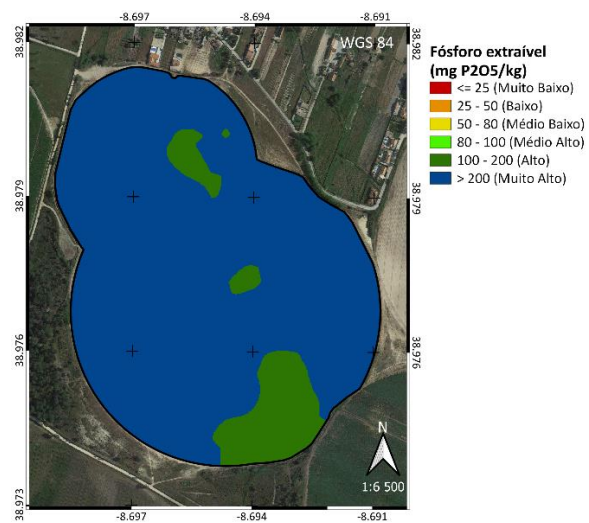 -8.697 -8.694 -8.691
38.982
WGS 84
38.982
Fósforo extraível
(mg P2O5/kg)
<= 25 (Muito Baixo)
25 - 50 (Baixo)
50 - 80 (Médio Baixo)
80 - 100 (Médio Alto)
100 - 200 (Alto)
> 200 (Muito Alto)
38.979
38.979
38.976
38.976
N
1:6 500
38.973
-8.697 -8.694 -8.691